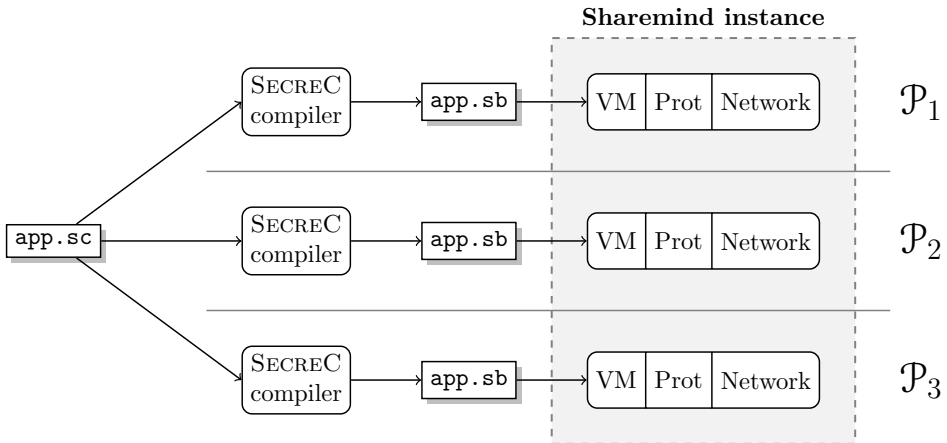 Sharemind instance
SECREC
compiler
app.sb
VM Prot Network
𝒫1
app.sc
SECREC
compiler
app.sb
VM Prot Network
𝒫2
SECREC
compiler
app.sb
VM Prot Network
𝒫3